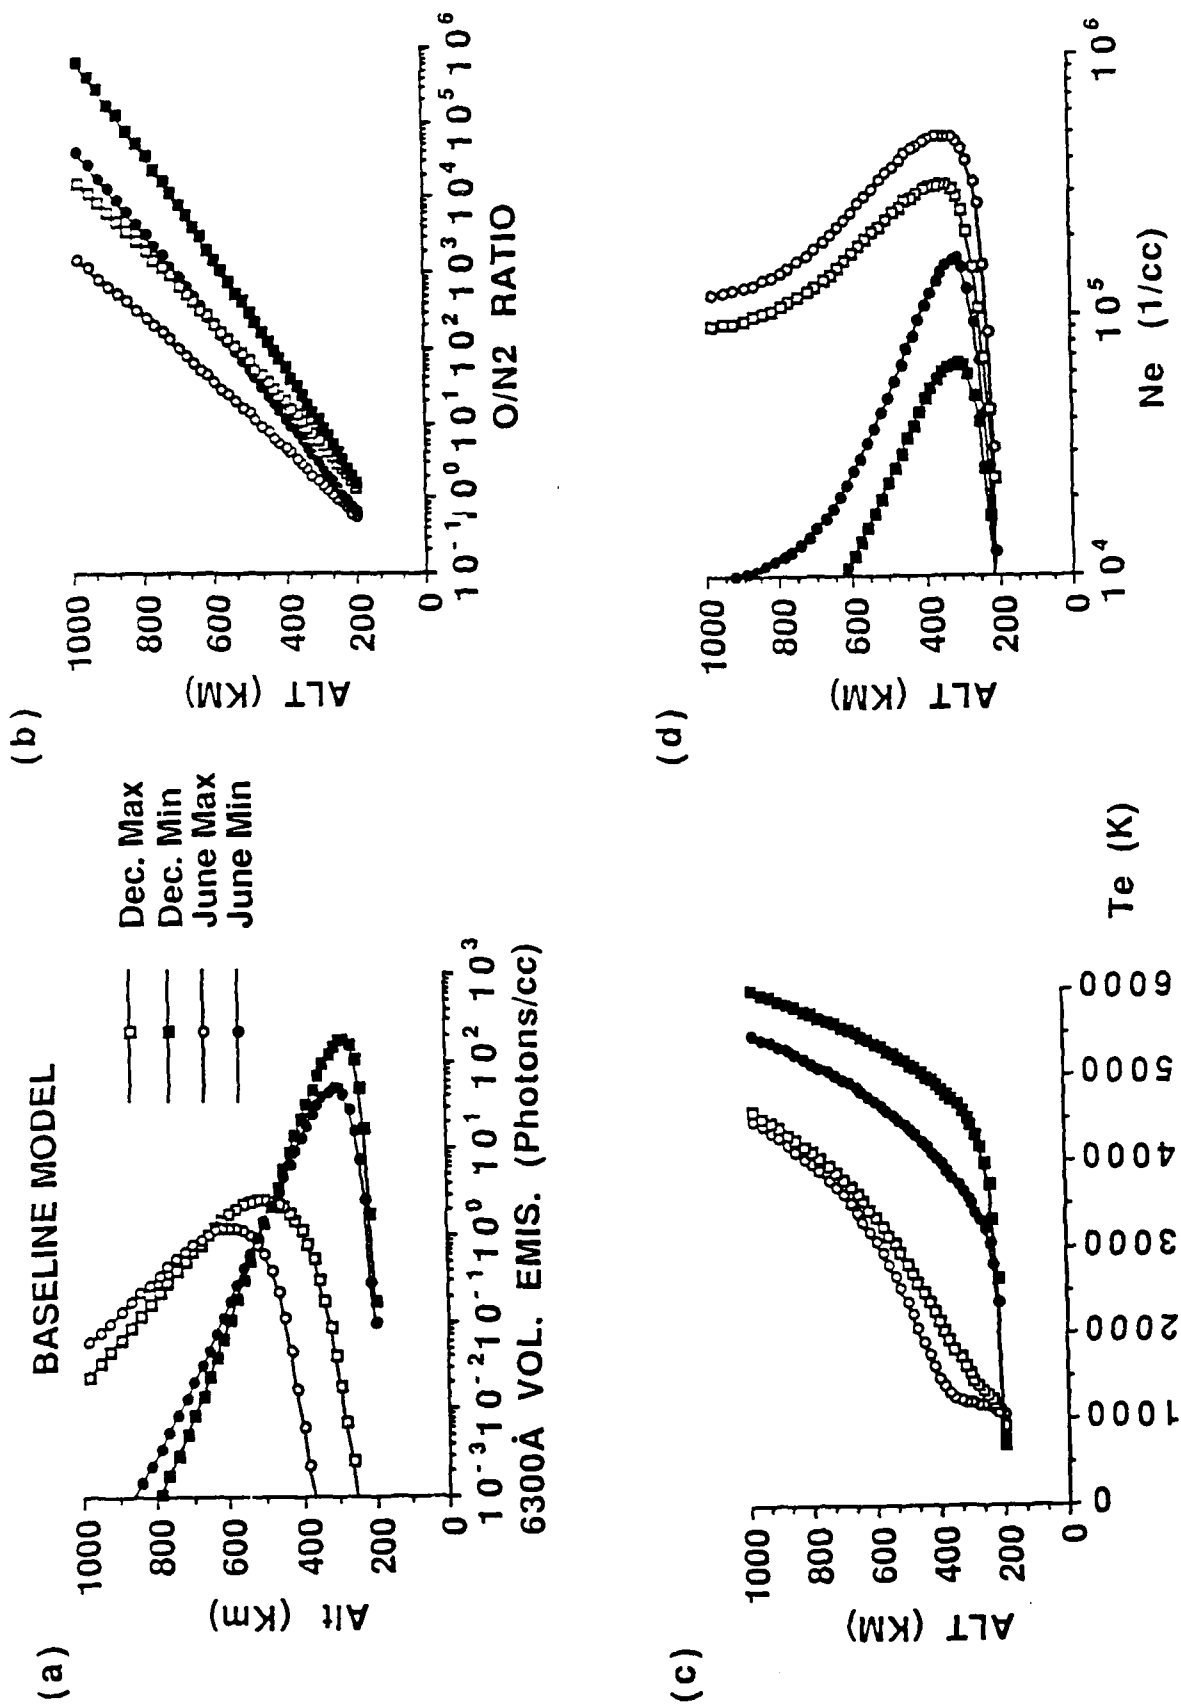 BASELINE MODEL
Dec. Max
Dec. Min
June Max
June Min
(a)
Alt (Km)
1000
800
600
400
200
0
10⁻³ 10⁻² 10⁻¹ 10⁰ 10¹ 10² 10³
6300Å VOL. EMIS. (Photons/cc)
(b)
ALT (KM)
1000
800
600
400
200
0
10⁻¹ 10⁰ 10¹ 10² 10³ 10⁴ 10⁵ 10⁶
O/N2 RATIO
(c)
ALT (KM)
1000
800
600
400
200
0
0 1000 2000 3000 4000 5000 6000
Te (K)
(d)
ALT (KM)
1000
800
600
400
200
0
10⁴ 10⁵ 10⁶
Ne (1/cc)